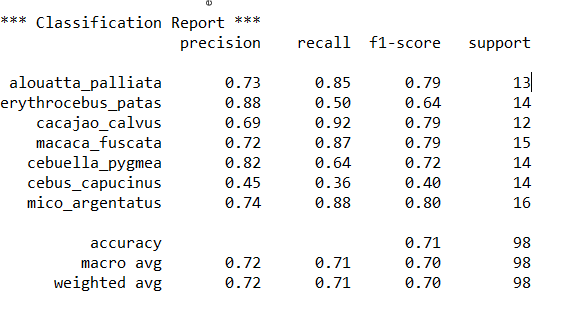 *** Classification Report ***
precision recall f1-score support
alouatta_palliata 0.73 0.85 0.79 13
erythrocebus_patas 0.88 0.50 0.64 14
cacajao_calvus 0.69 0.92 0.79 12
macaca_fuscata 0.72 0.87 0.79 15
cebuella_pygmea 0.82 0.64 0.72 14
cebus_capucinus 0.45 0.36 0.40 14
mico_argentatus 0.74 0.88 0.80 16
accuracy 0.71 98
macro avg 0.72 0.71 0.70 98
weighted avg 0.72 0.71 0.70 98